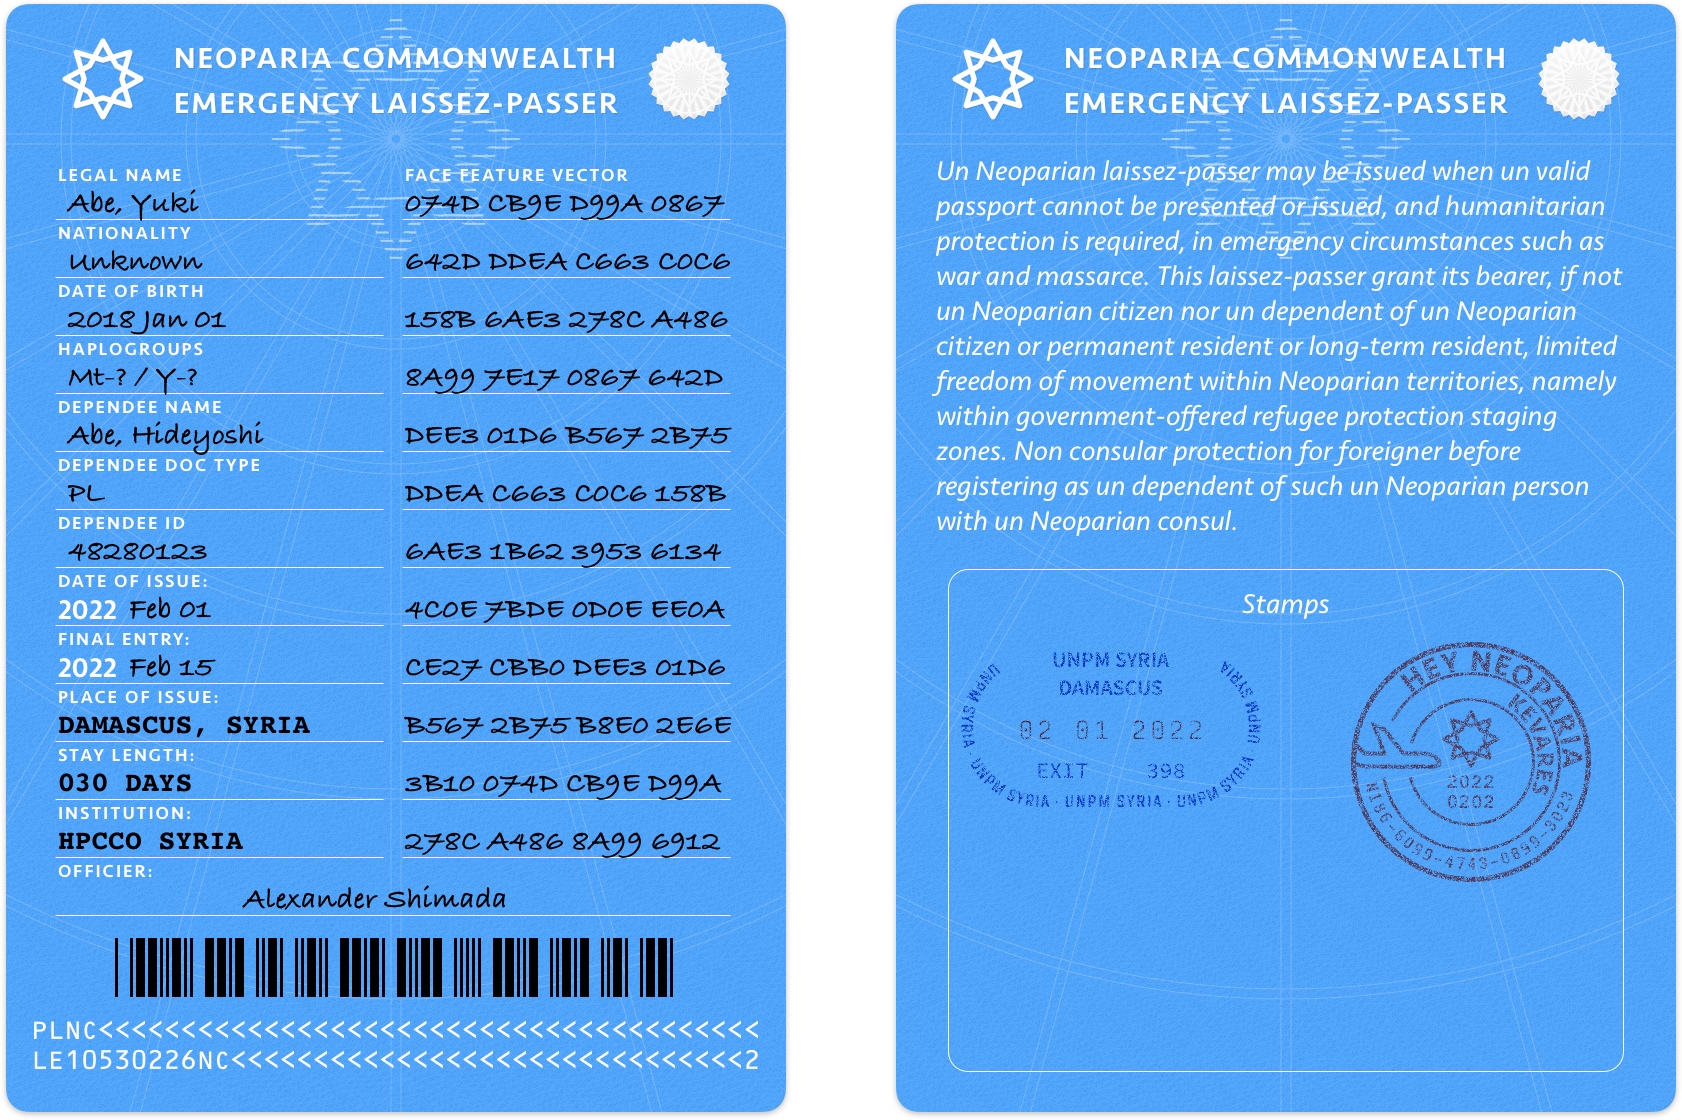 NEOPARIA COMMONWEALTH
EMERGENCY LAISSEZ-PASSER
LEGAL NAME
Abe, Yuki
NATIONALITY
Unknown
DATE OF BIRTH
2018 Jan 01
HAPLOGROUPS
Mt-? / Y-?
DEPENDEE NAME
Abe, Hideyoshi
DEPENDEE DOC TYPE
PL
DEPENDEE ID
48280123
DATE OF ISSUE:
2022 Feb 01
FINAL ENTRY:
2022 Feb 15
PLACE OF ISSUE:
DAMASCUS, SYRIA
STAY LENGTH:
030 DAYS
INSTITUTION:
HPCCO SYRIA
FACE FEATURE VECTOR
074D CB9E D99A 0867
642D DDEA C663 C0C6
158B 6AE3 278C A486
8A99 7E17 0867 642D
DEE3 01D6 B567 2B75
DDEA C663 C0C6 158B
6AE3 1B62 3953 6134
4C0E 7BDE 0D0E EE0A
CE27 CBB0 DEE3 01D6
B567 2B75 B8E0 2E6E
3B10 074D CB9E D99A
278C A486 8A99 6912
OFFICIER:
Alexander Shimada
PLNC<<<<<<<<<<<<<<<<<<<<<<<<<<<<<<<<<<<<<<<<
LE10530226NC<<<<<<<<<<<<<<<<<<<<<<<<<<<<<<<2
NEOPARIA COMMONWEALTH
EMERGENCY LAISSEZ-PASSER
Un Neoparian laissez-passer may be issued when un valid
passport cannot be presented or issued, and humanitarian
protection is required, in emergency circumstances such as
war and massarce. This laissez-passer grant its bearer, if not
un Neoparian citizen nor un dependent of un Neoparian
citizen or permanent resident or long-term resident, limited
freedom of movement within Neoparian territories, namely
within government-offered refugee protection staging
zones. Non consular protection for foreigner before
registering as un dependent of such un Neoparian person
with un Neoparian consul.
Stamps
UNPM SYRIA
DAMASCUS
02 01 2022
EXIT 398
UNPM SYRIA · UNPM SYRIA · UNPM SYRIA · UNPM SYRIA · UNPM SYRIA
HEY NEOPARIA
KEIVARES
2022
0202